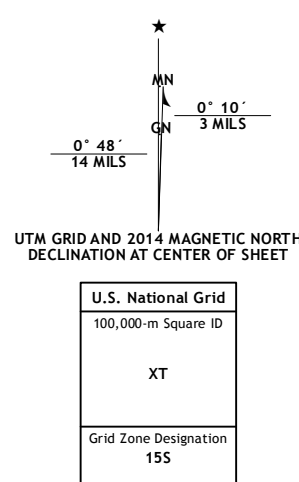 MN
0° 10´
3 MILS
GN
0° 48´
14 MILS
UTM GRID AND 2014 MAGNETIC NORTH
DECLINATION AT CENTER OF SHEET
U.S. National Grid
100,000-m Square ID
XT
Grid Zone Designation
15S